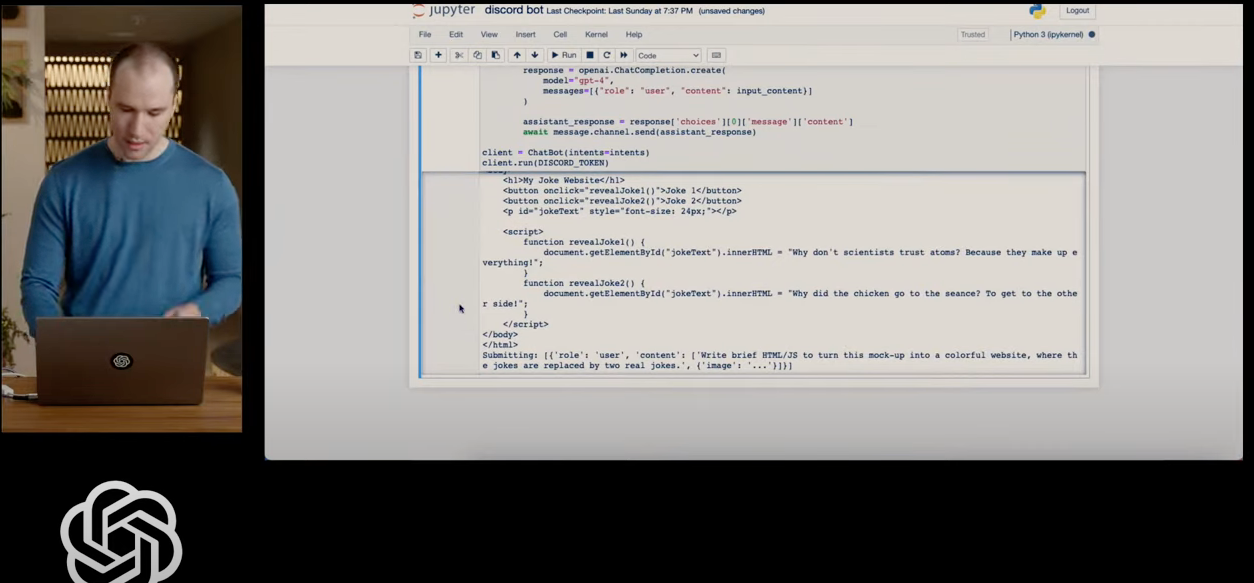 jupyter discord bot Last Checkpoint: Last Sunday at 7:37 PM (unsaved changes)
Logout
File Edit View Insert Cell Kernel Help
Trusted
Python 3 (ipykernel)
Run
Code
response = openai.ChatCompletion.create(
model="gpt-4",
messages=[{"role": "user", "content": input_content}]
)
assistant_response = response['choices'][0]['message']['content']
await message.channel.send(assistant_response)
client = ChatBot(intents=intents)
client.run(DISCORD_TOKEN)
<h1>My Joke Website</h1>
<button onclick="revealJoke1()">Joke 1</button>
<button onclick="revealJoke2()">Joke 2</button>
<p id="jokeText" style="font-size: 24px;"></p>
<script>
function revealJoke1() {
document.getElementById("jokeText").innerHTML = "Why don't scientists trust atoms? Because they make up e
verything!";
}
function revealJoke2() {
document.getElementById("jokeText").innerHTML = "Why did the chicken go to the seance? To get to the othe
r side!";
}
</script>
</body>
</html>
Submitting: [{'role': 'user', 'content': ['Write brief HTML/JS to turn this mock-up into a colorful website, where th
e jokes are replaced by two real jokes.', {'image': '...'}]}]